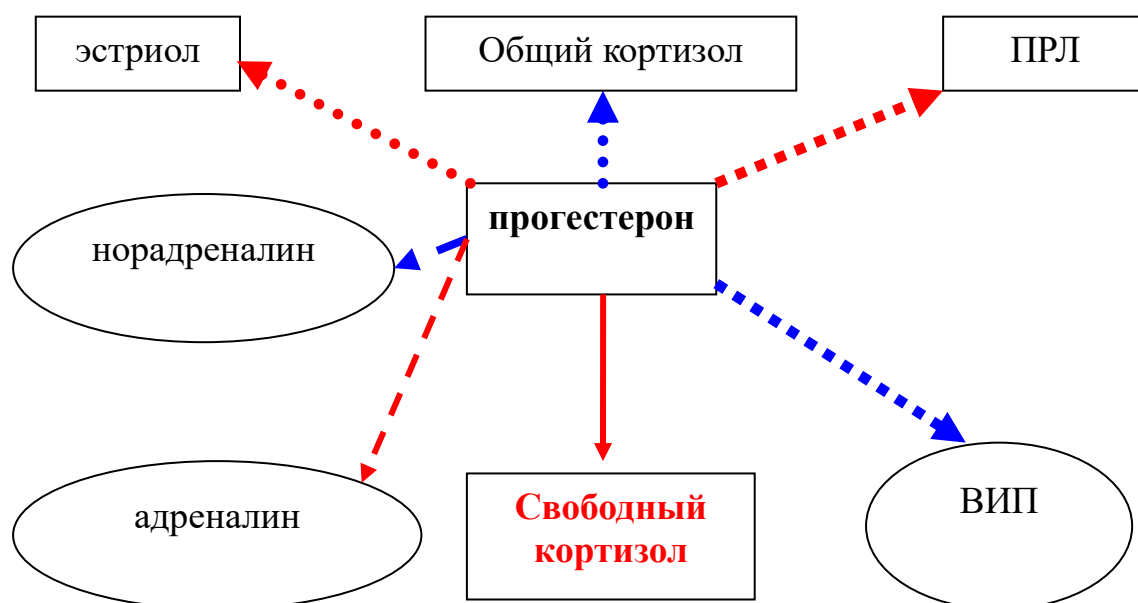 эстриол
Общий кортизол
ПРЛ
прогестерон
норадреналин
адреналин
Свободный
кортизол
ВИП